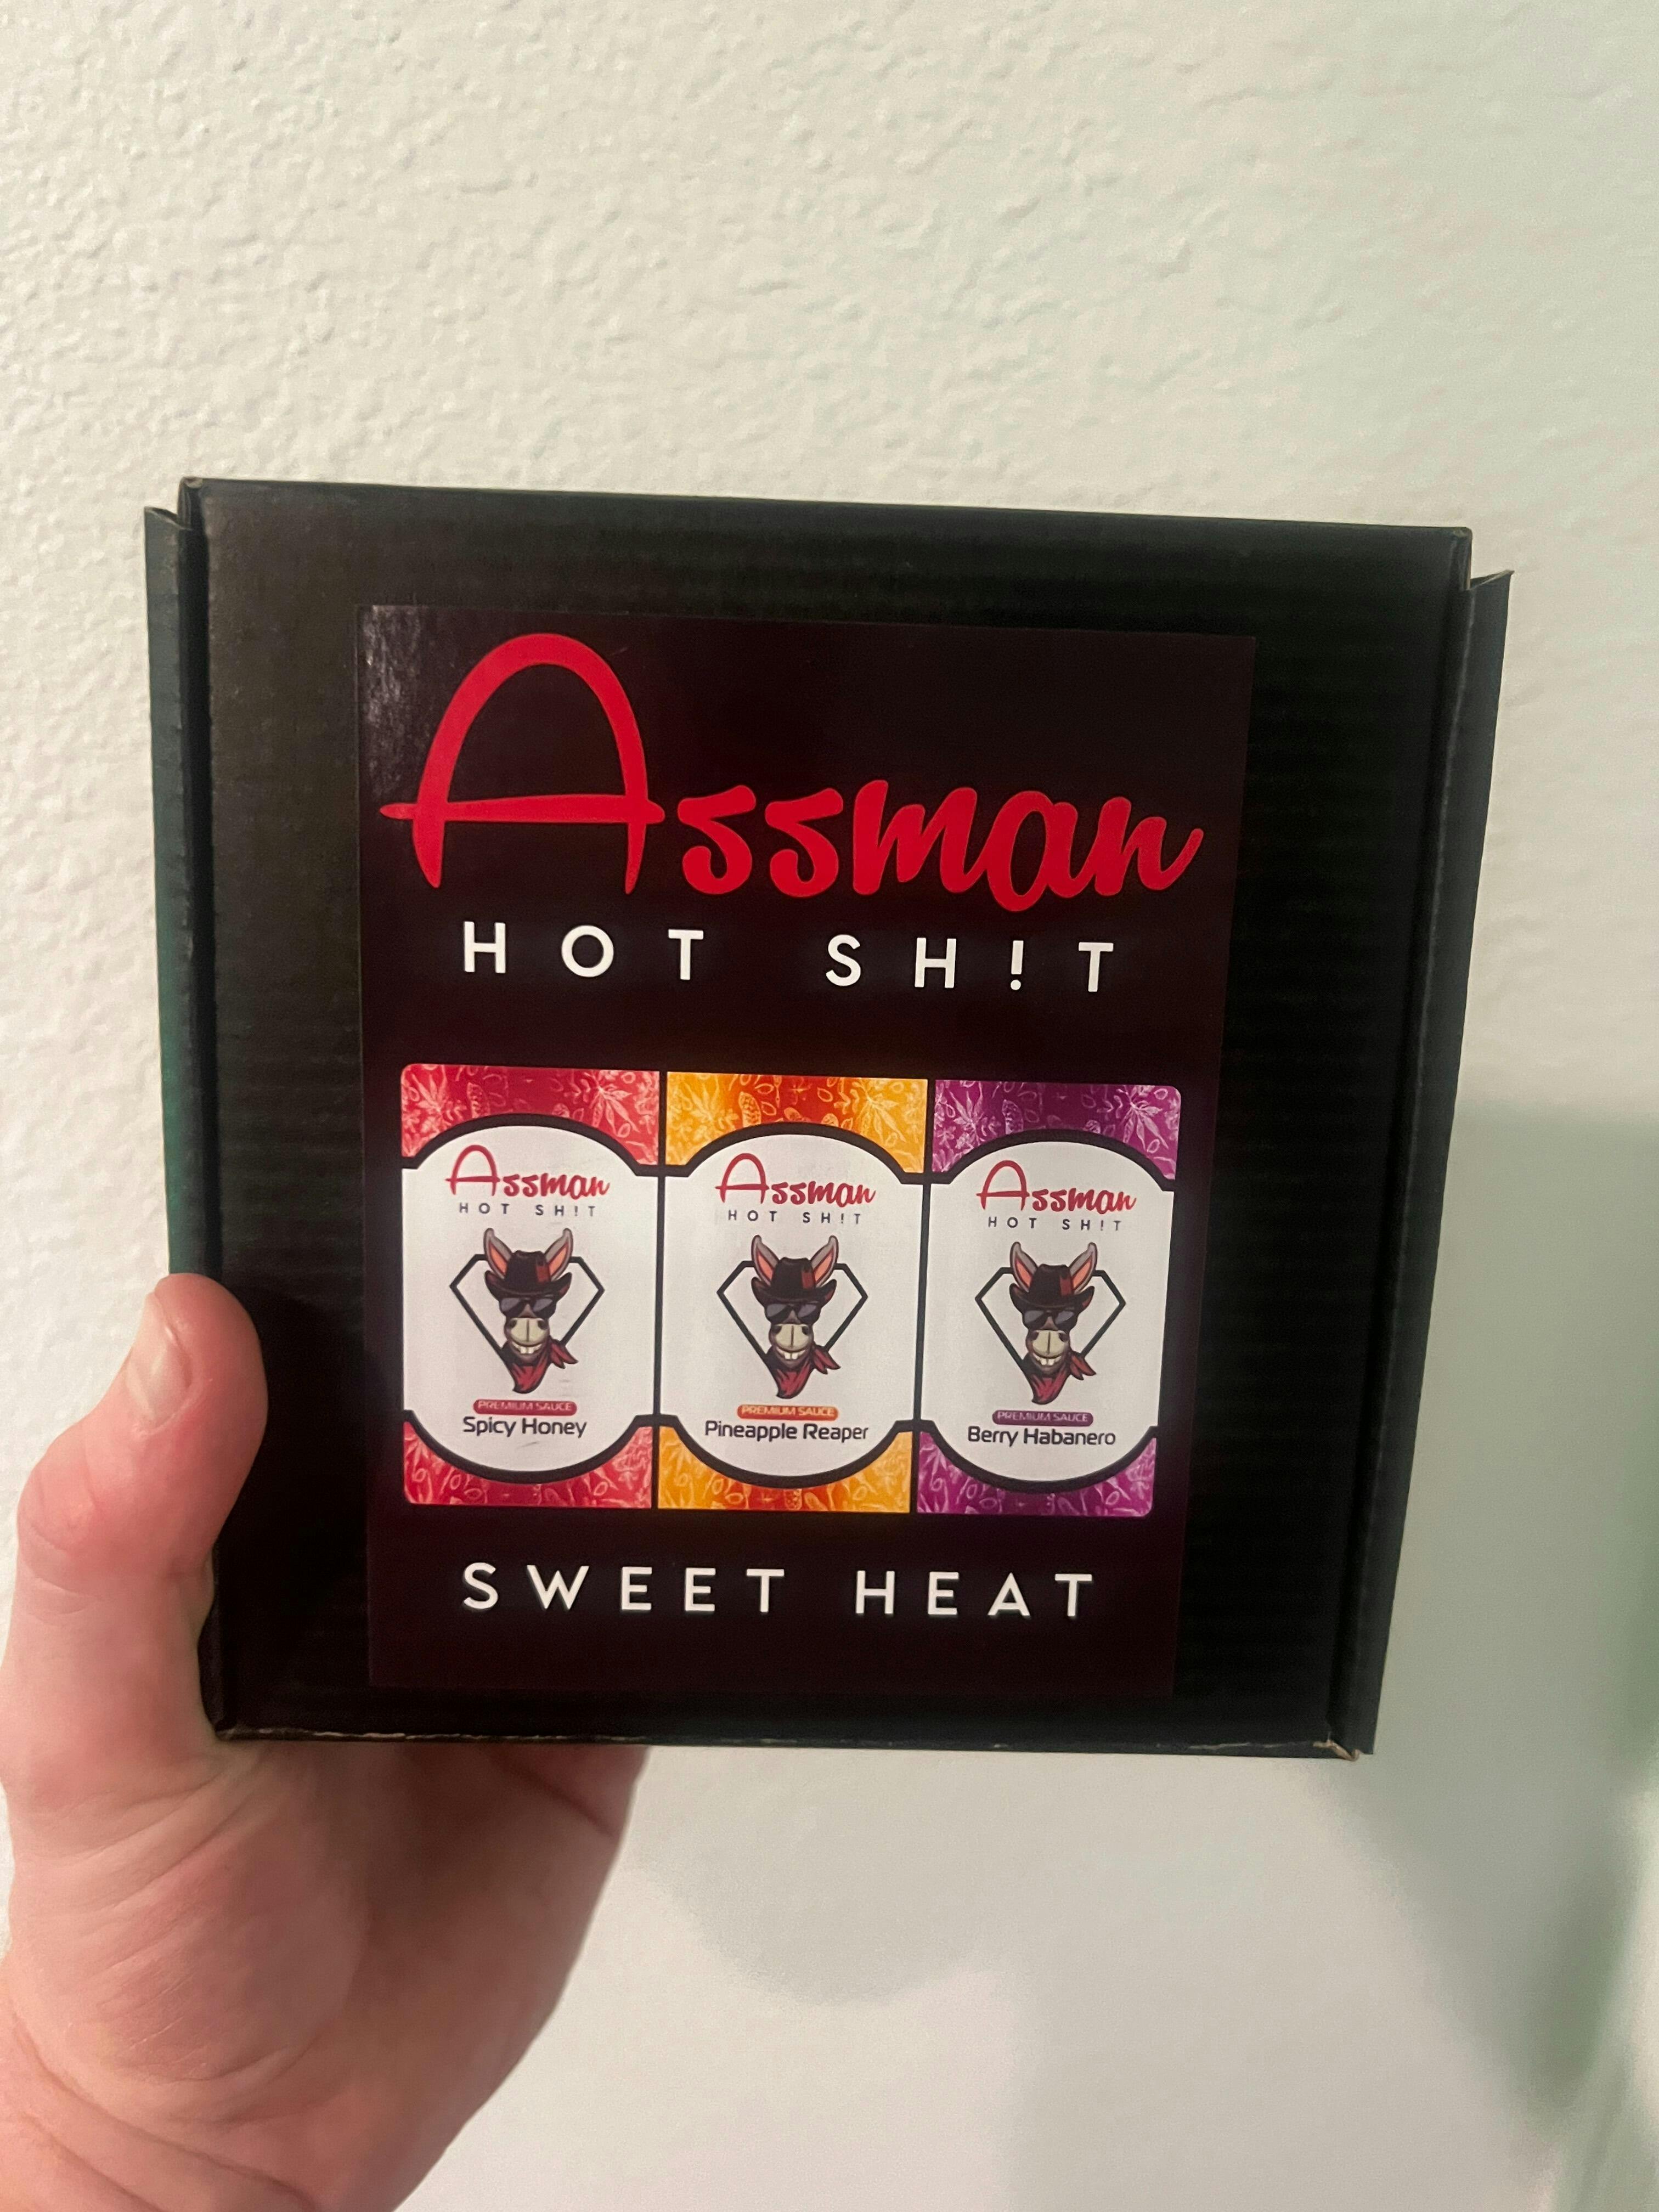 Assman
HOT SH!T
Assman
HOT SH!T
PREMIUM SAUCE
Spicy Honey
Assman
HOT SH!T
PREMIUM SAUCE
Pineapple Reaper
Assman
HOT SH!T
PREMIUM SAUCE
Berry Habanero
SWEET HEAT